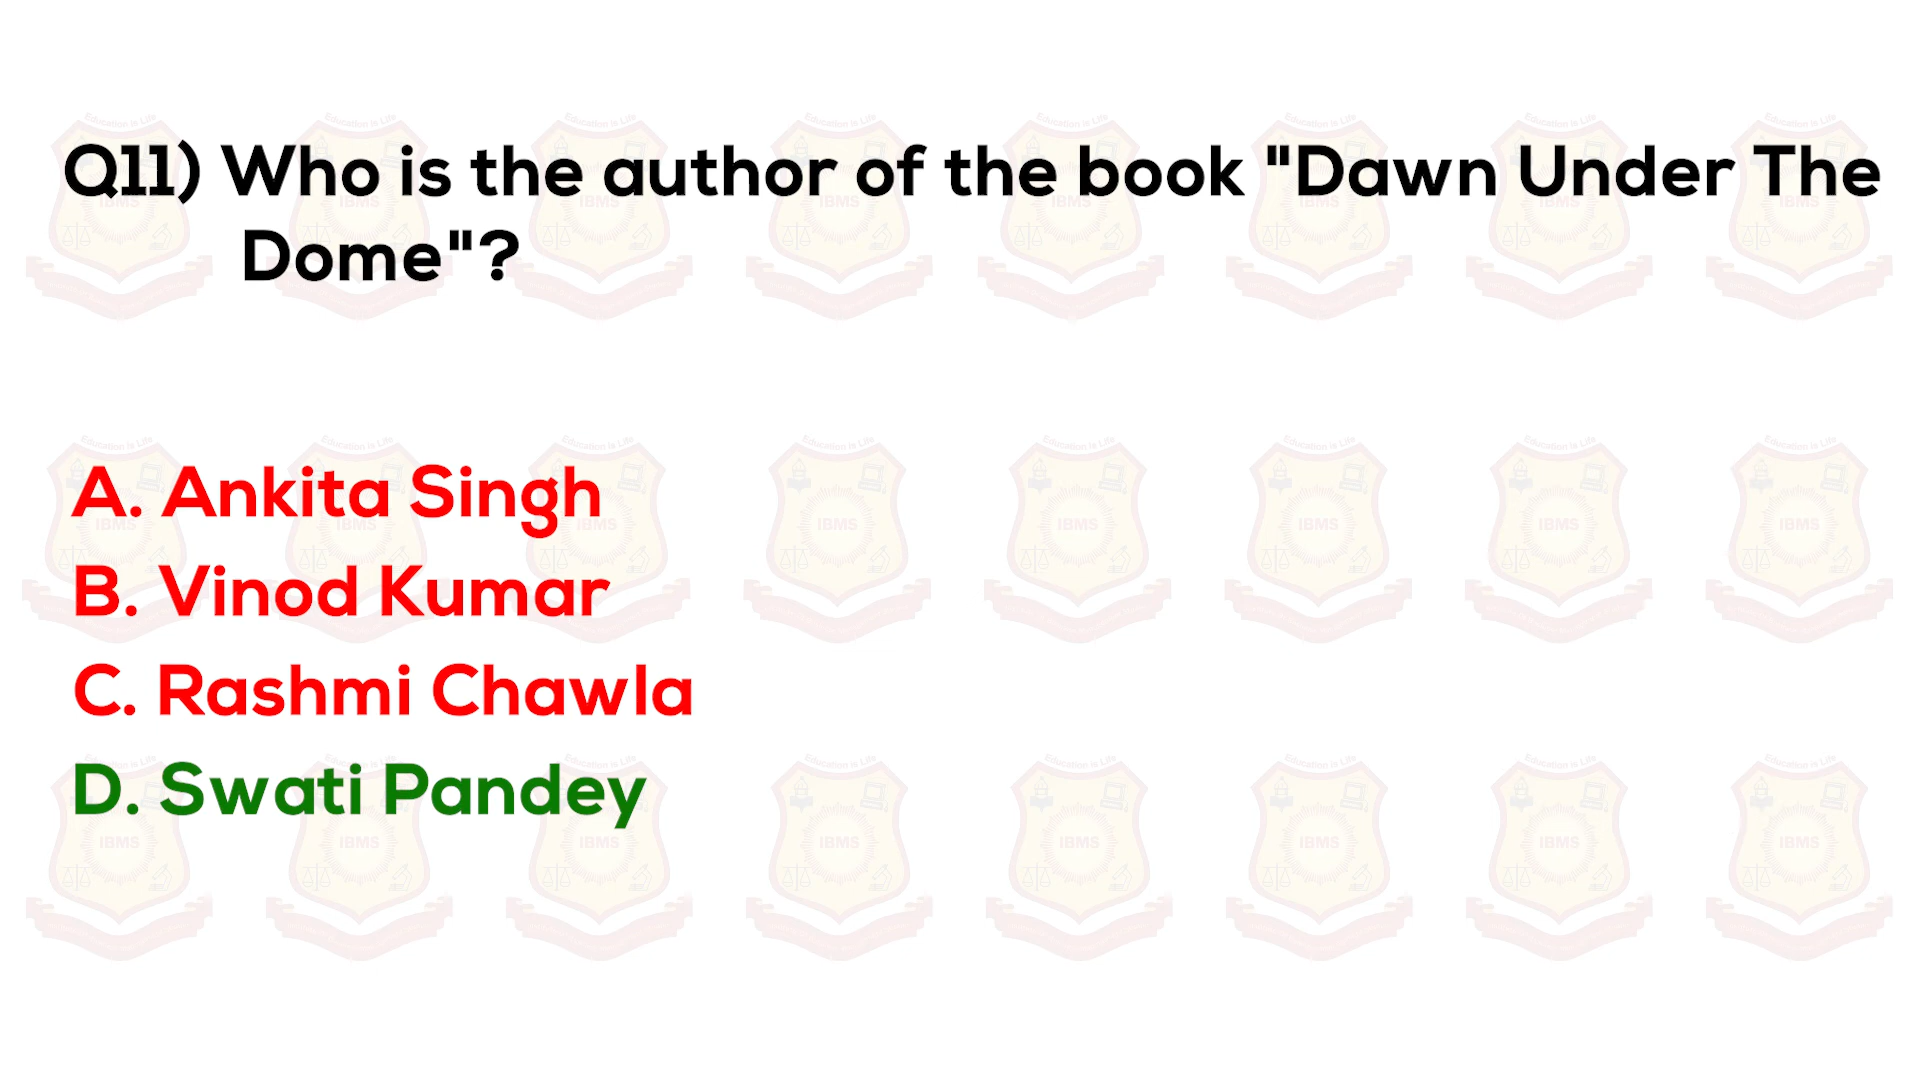 Q11) Who is the author of the book "Dawn Under The
Dome"?
A. Ankita Singh
B. Vinod Kumar
C. Rashmi Chawla
D. Swati Pandey